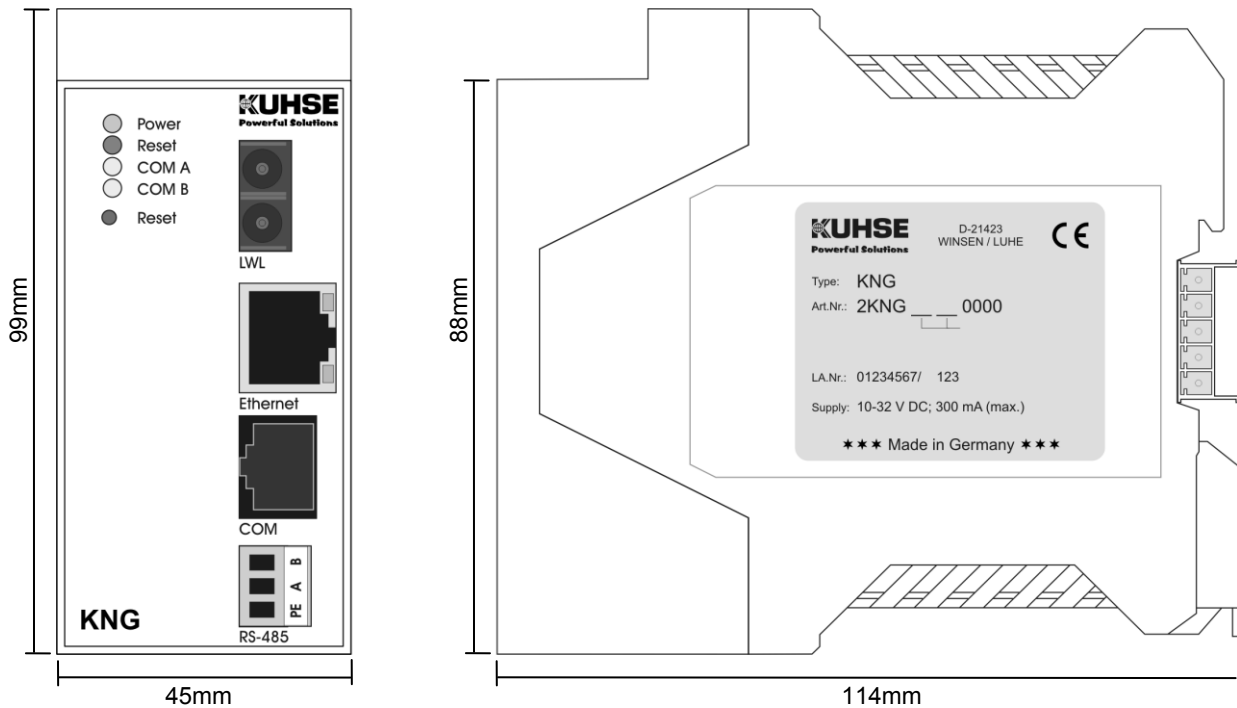 99mm
KUHSE
Powerful Solutions
Power
Reset
COM A
COM B
Reset
LWL
Ethernet
COM
B
A
PE
RS-485
KNG
45mm
88mm
KUHSE
Powerful Solutions
D-21423
WINSEN / LUHE
CE
Type: KNG
Art.Nr.: 2KNG __ __ 0000
LA.Nr.: 01234567/ 123
Supply: 10-32 V DC; 300 mA (max.)
✶✶✶ Made in Germany ✶✶✶
114mm